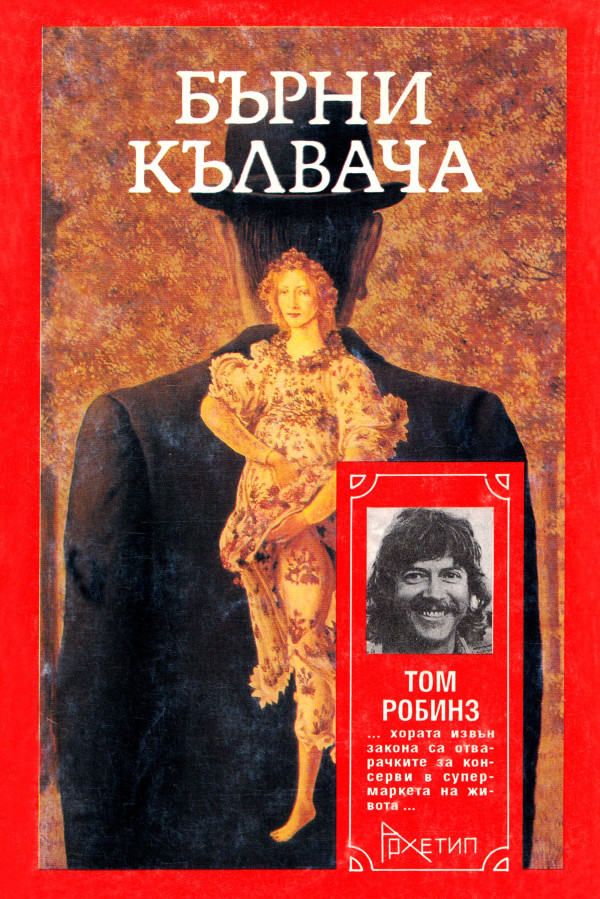 БЪРНИ
КЪЛВАЧА
ТОМ
РОБИНЗ
... хората извън
закона са отва-
рачките за кон-
серви в супер-
маркета на жи-
вота ...
АРХЕТИП